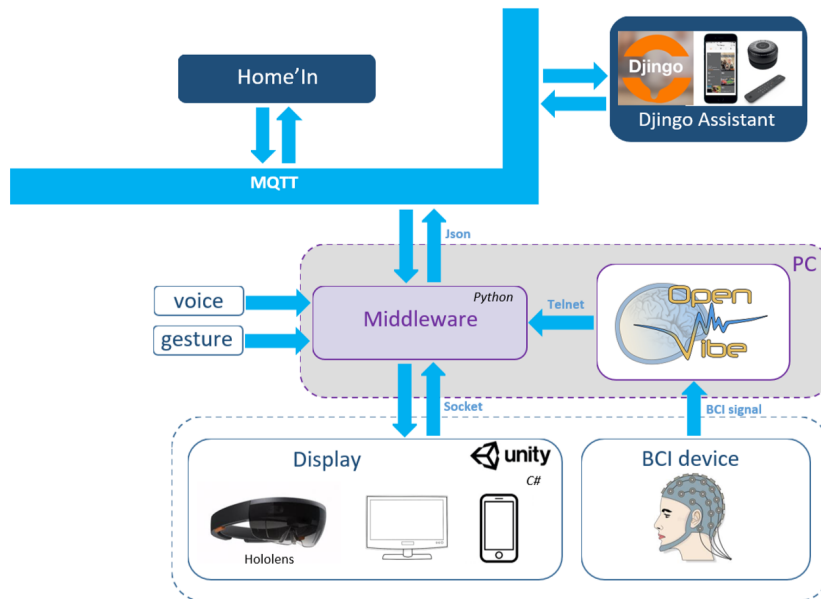 Home'In
Djingo
Djingo Assistant
MQTT
Json
PC
voice
gesture
Python
Middleware
Telnet
Open
Vibe
Socket
BCI signal
Display
unity
C#
Hololens
BCI device